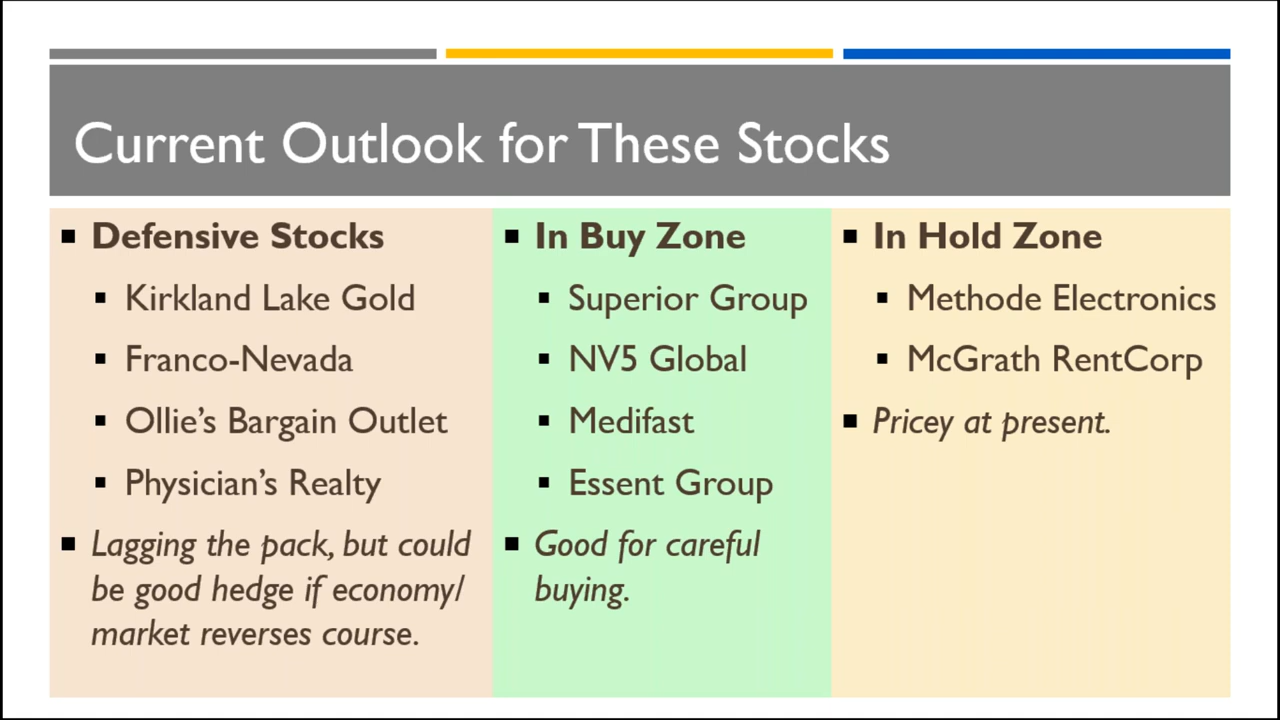 Current Outlook for These Stocks
Defensive Stocks
Kirkland Lake Gold
Franco-Nevada
Ollie’s Bargain Outlet
Physician’s Realty
Lagging the pack, but could
be good hedge if economy/
market reverses course.
In Buy Zone
Superior Group
NV5 Global
Medifast
Essent Group
Good for careful
buying.
In Hold Zone
Methode Electronics
McGrath RentCorp
Pricey at present.